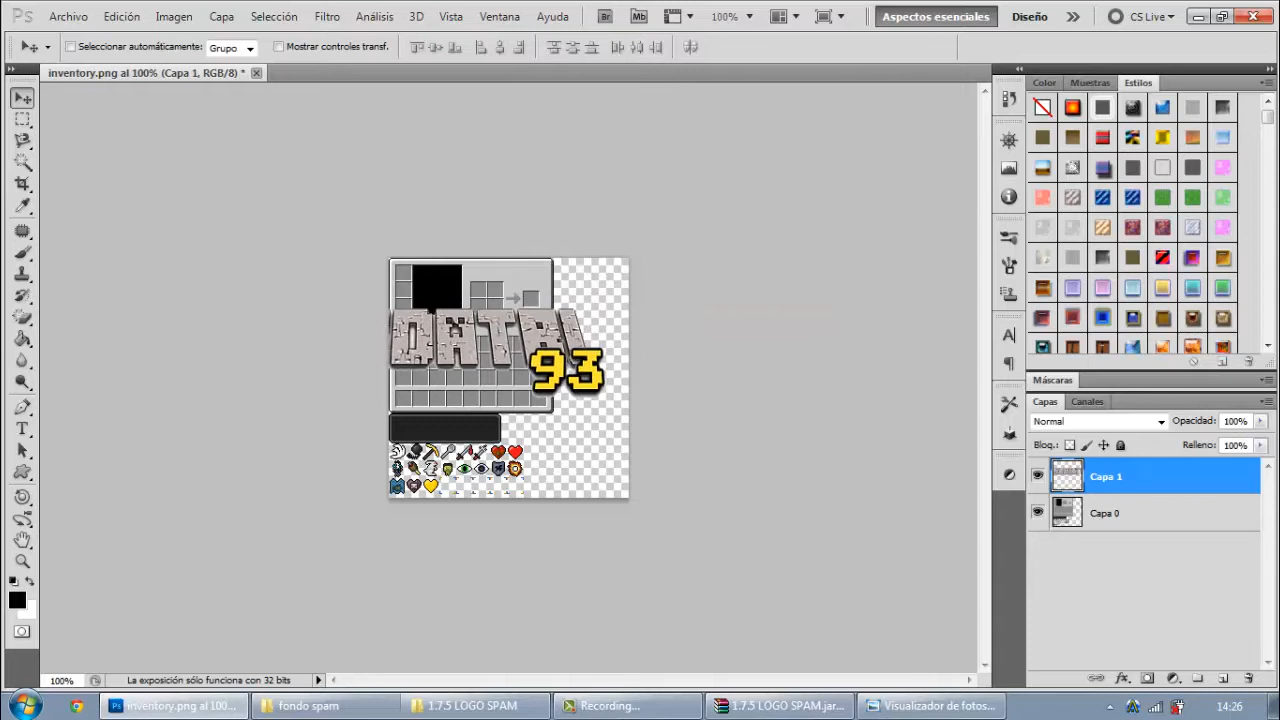 Ps Archivo Edición Imagen Capa Selección Filtro Análisis 3D Vista Ventana Ayuda Br Mb 100% Aspectos esenciales Diseño CS Live
Seleccionar automáticamente: Grupo Mostrar controles transf.
inventory.png al 100% (Capa 1, RGB/8) *
Color Muestras Estilos
93
Máscaras
Capas Canales
Normal Opacidad: 100%
Bloq.: Relleno: 100%
Capa 1
Capa 0
100% La exposición sólo funciona con 32 bits
Ps inventory.png al 100... fondo spam 1.7.5 LOGO SPAM Recording... 1.7.5 LOGO SPAM.jar... Visualizador de fotos... 14:26